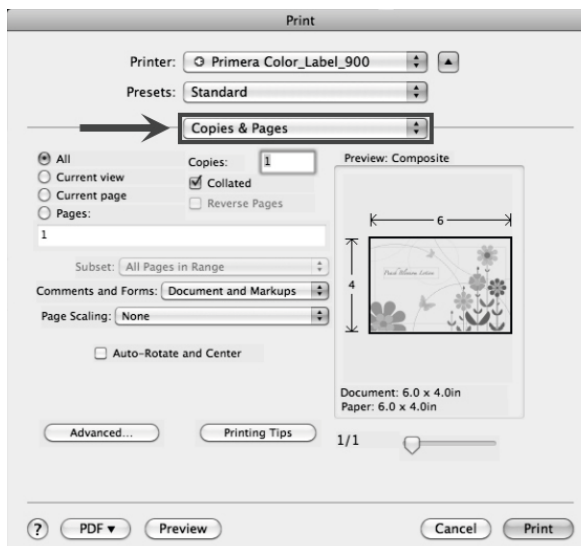 Print
Printer: Primera Color_Label_900
Presets: Standard
Copies & Pages
All
Current view
Current page
Pages:
Copies: 1
Collated
Reverse Pages
1
Subset: All Pages in Range
Comments and Forms: Document and Markups
Page Scaling: None
Auto-Rotate and Center
Advanced...
Printing Tips
Preview: Composite
6
4
Document: 6.0 x 4.0in
Paper: 6.0 x 4.0in
1/1
?
PDF ▼
Preview
Cancel
Print